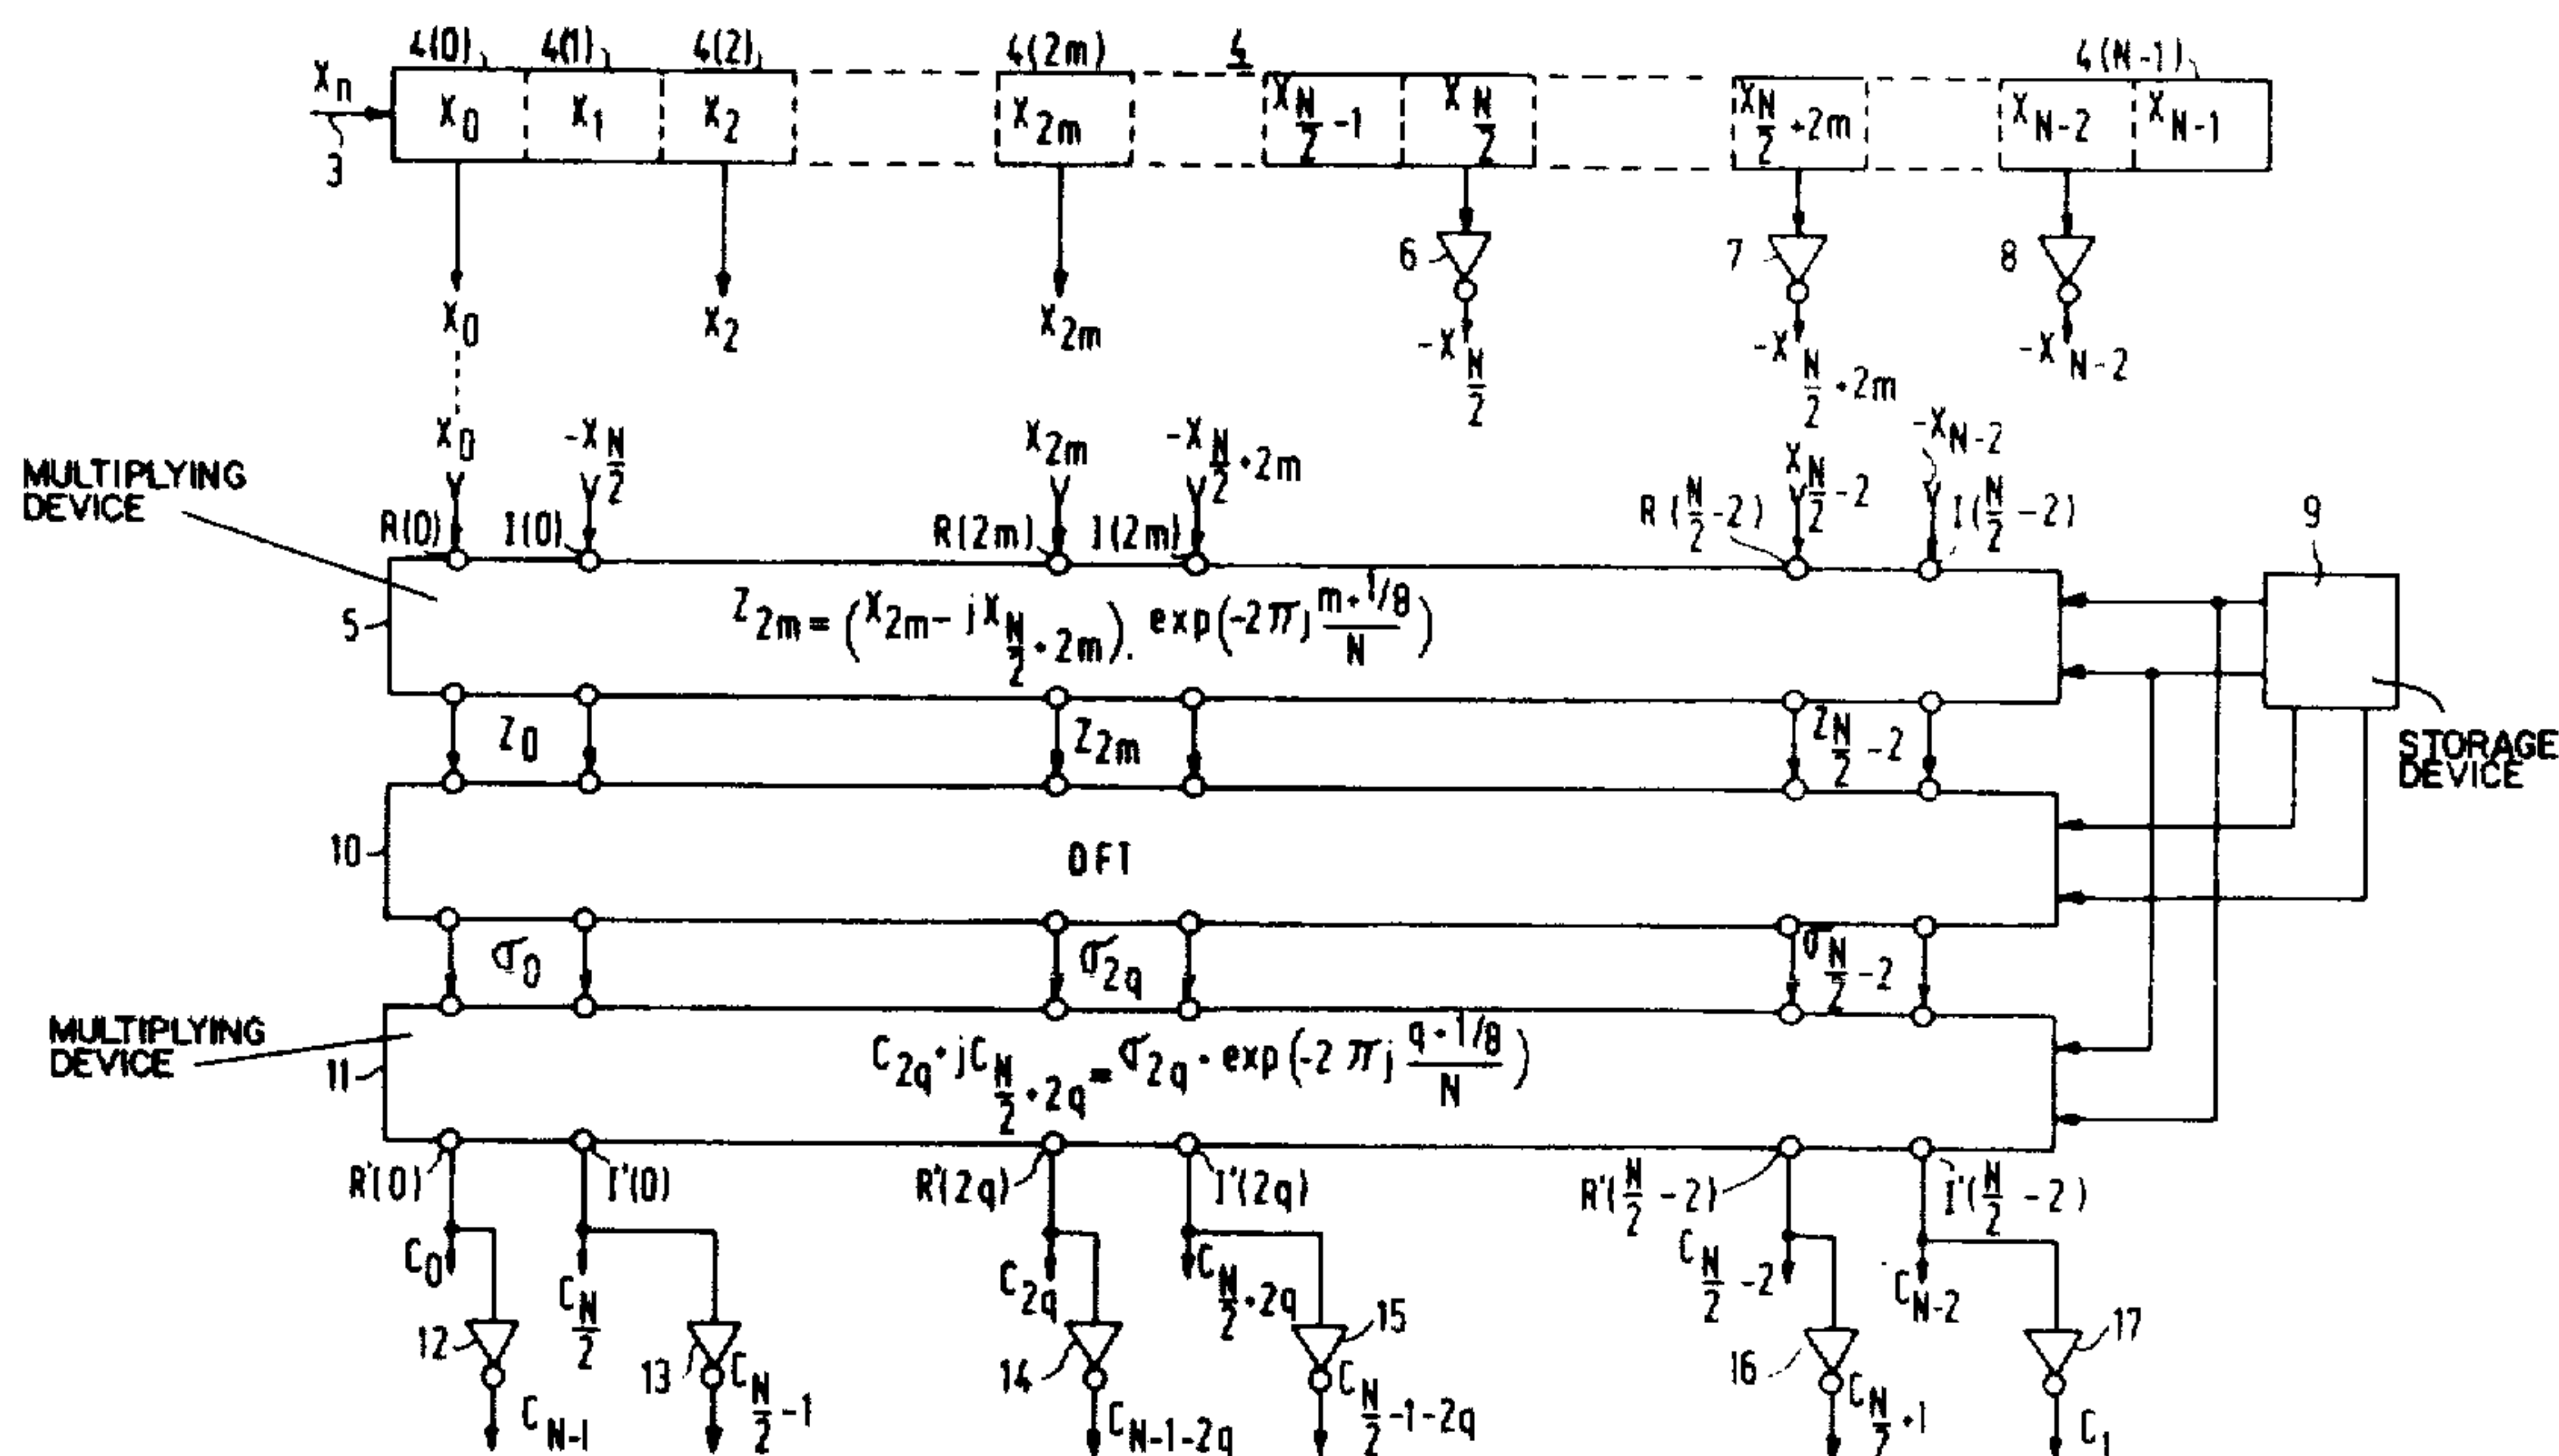 4(0) 4(1) 4(2) 4(2m) 4 4(N-1)
Xn X0 X1 X2 X2m XN/2-1 XN/2 XN/2+2m XN-2 XN-1
3
6 7 8
X0 X2 X2m -XN/2 -XN/2+2m -XN-2
X0 -XN/2 X2m -XN/2+2m XN/2-2 -XN-2
MULTIPLYING
DEVICE
R(0) I(0) R(2m) I(2m) R(N/2-2) I(N/2-2) 9
5 Z2m = (X2m - jXN/2+2m). exp(-2πj (m+1/8)/N)
Z0 Z2m ZN/2-2
STORAGE
DEVICE
10 DFT
σ0 σ2q σN/2-2
MULTIPLYING
DEVICE
11 C2q + jCN/2+2q = σ2q · exp(-2πj (q+1/8)/N)
R'(0) I'(0) R'(2q) I'(2q) R'(N/2-2) I'(N/2-2)
C0 CN/2 C2q CN/2+2q CN/2-2 CN-2
12 13 14 15 16 17
CN-1 CN/2-1 CN-1-2q CN/2-1-2q CN/2+1 C1